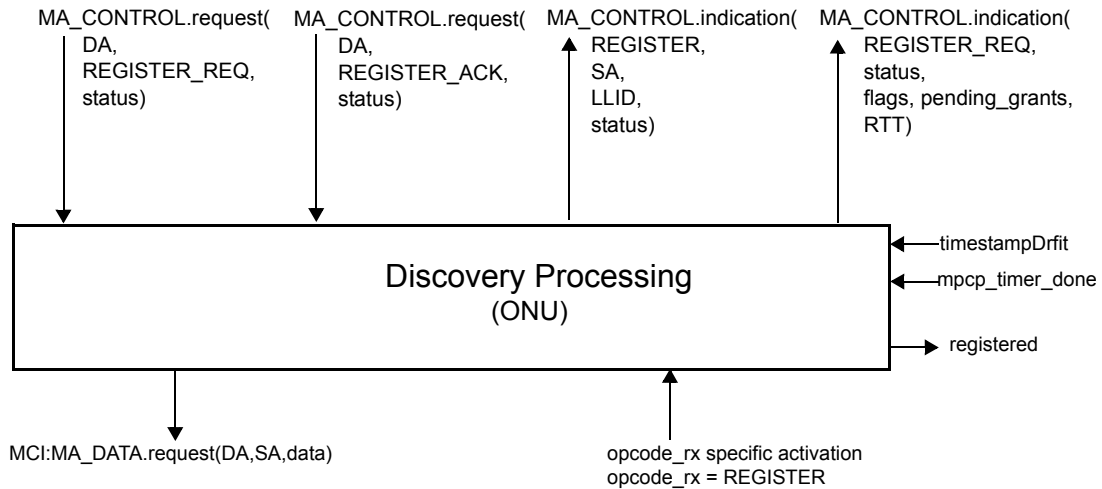 MA_CONTROL.request(
DA,
REGISTER_REQ,
status)
MA_CONTROL.request(
DA,
REGISTER_ACK,
status)
MA_CONTROL.indication(
REGISTER,
SA,
LLID,
status)
MA_CONTROL.indication(
REGISTER_REQ,
status,
flags, pending_grants,
RTT)
Discovery Processing
(ONU)
timestampDrfit
mpcp_timer_done
registered
MCI:MA_DATA.request(DA,SA,data)
opcode_rx specific activation
opcode_rx = REGISTER